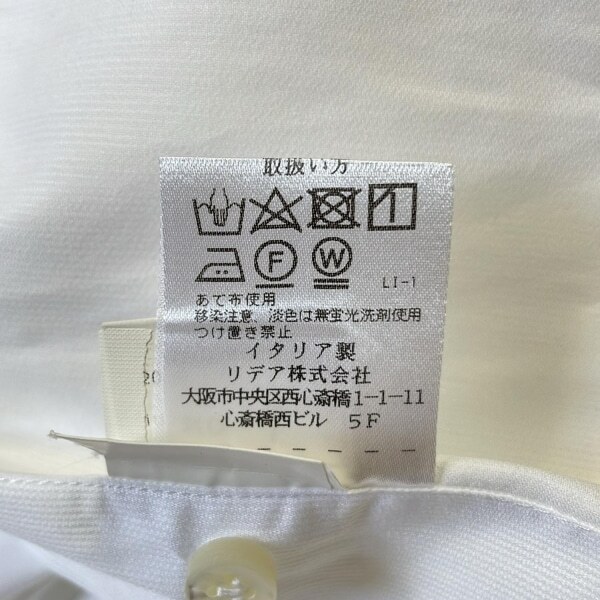 取扱い方
F W
LI-1
あて布使用
移染注意、淡色は無蛍光洗剤使用
つけ置き禁止
イタリア製
リデア株式会社
大阪市中央区西心斎橋1-1-11
心斎橋西ビル 5F